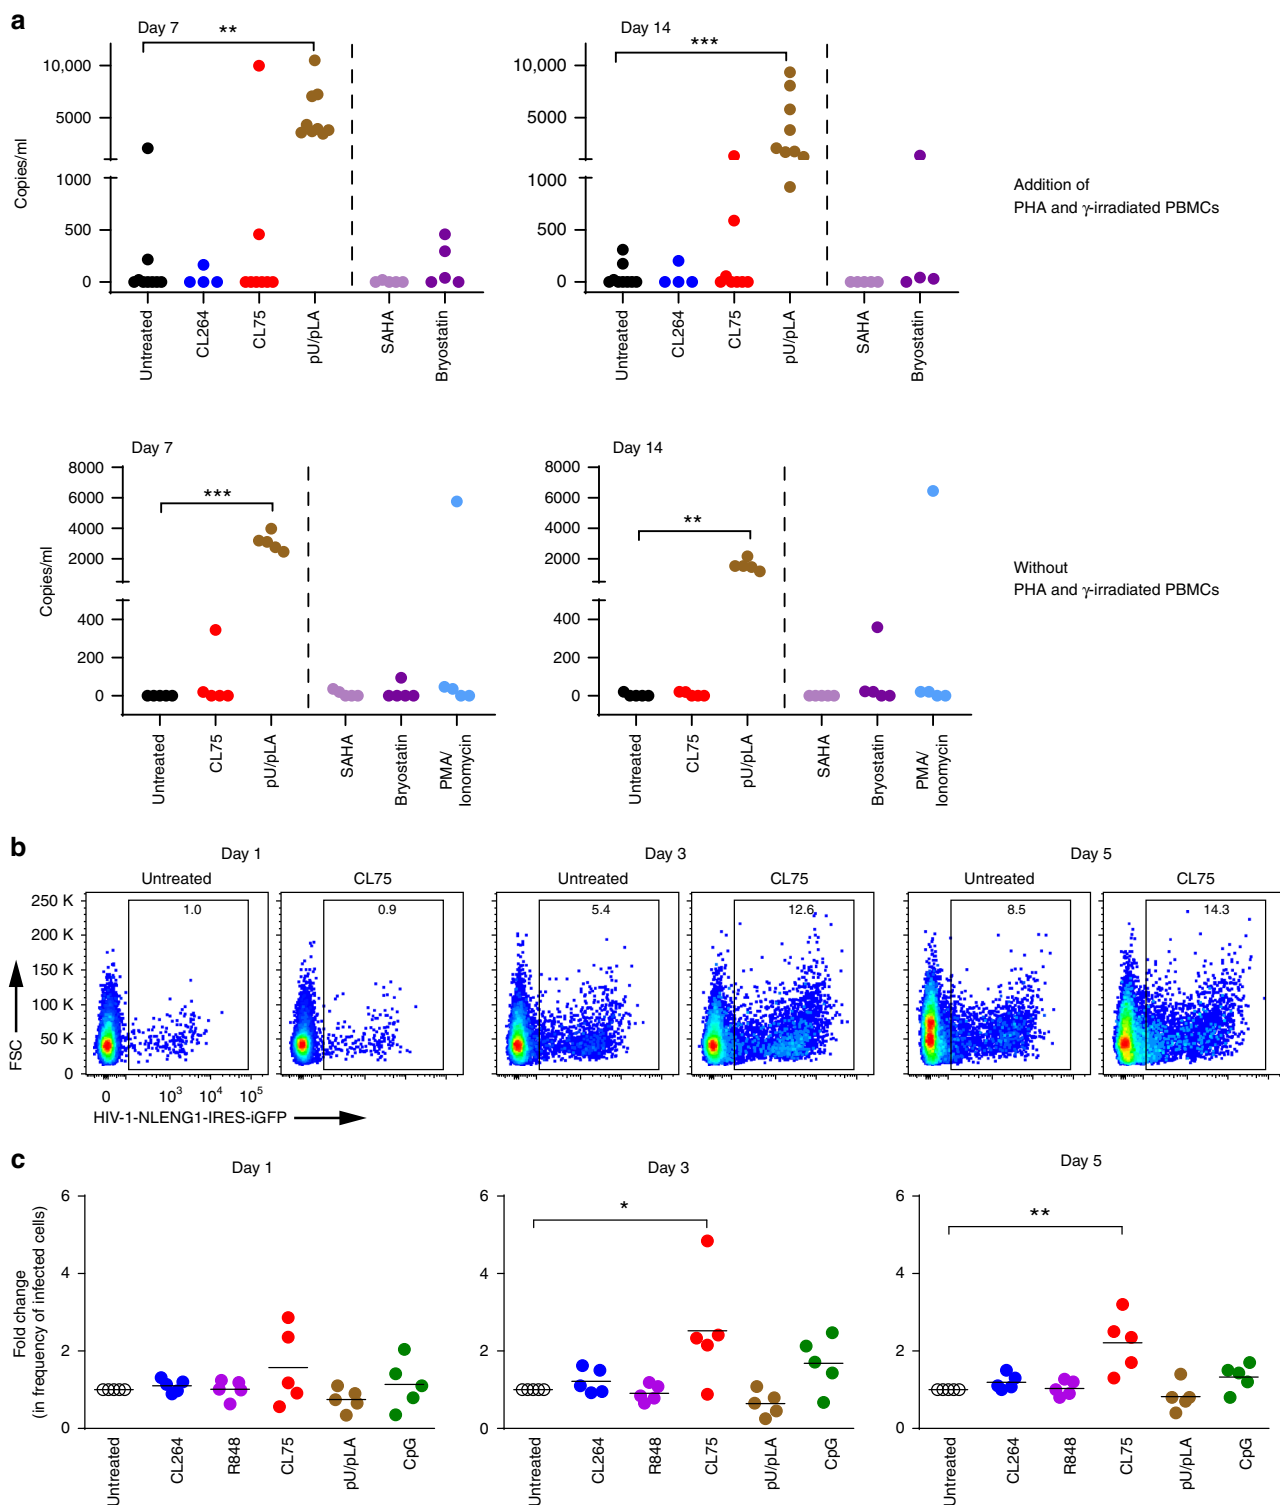 a
Day 7
**
Copies/ml
10,000
5000
1000
500
0
Untreated
CL264
CL75
pU/pLA
SAHA
Bryostatin
Day 14
***
10,000
5000
1000
500
0
Untreated
CL264
CL75
pU/pLA
SAHA
Bryostatin
Addition of
PHA and γ-irradiated PBMCs
Day 7
***
Copies/ml
8000
6000
4000
2000
400
200
0
Untreated
CL75
pU/pLA
SAHA
Bryostatin
PMA/
Ionomycin
Day 14
**
8000
6000
4000
2000
400
200
0
Untreated
CL75
pU/pLA
SAHA
Bryostatin
PMA/
Ionomycin
Without
PHA and γ-irradiated PBMCs
b
Day 1
Untreated
CL75
1.0
0.9
Day 3
Untreated
CL75
5.4
12.6
Day 5
Untreated
CL75
8.5
14.3
FSC
250 K
200 K
150 K
100 K
50 K
0
0 10³ 10⁴ 10⁵
HIV-1-NLENG1-IRES-iGFP
c
Day 1
Fold change
(in frequency of infected cells)
6
4
2
0
Untreated
CL264
R848
CL75
pU/pLA
CpG
Day 3
*
6
4
2
0
Untreated
CL264
R848
CL75
pU/pLA
CpG
Day 5
**
6
4
2
0
Untreated
CL264
R848
CL75
pU/pLA
CpG